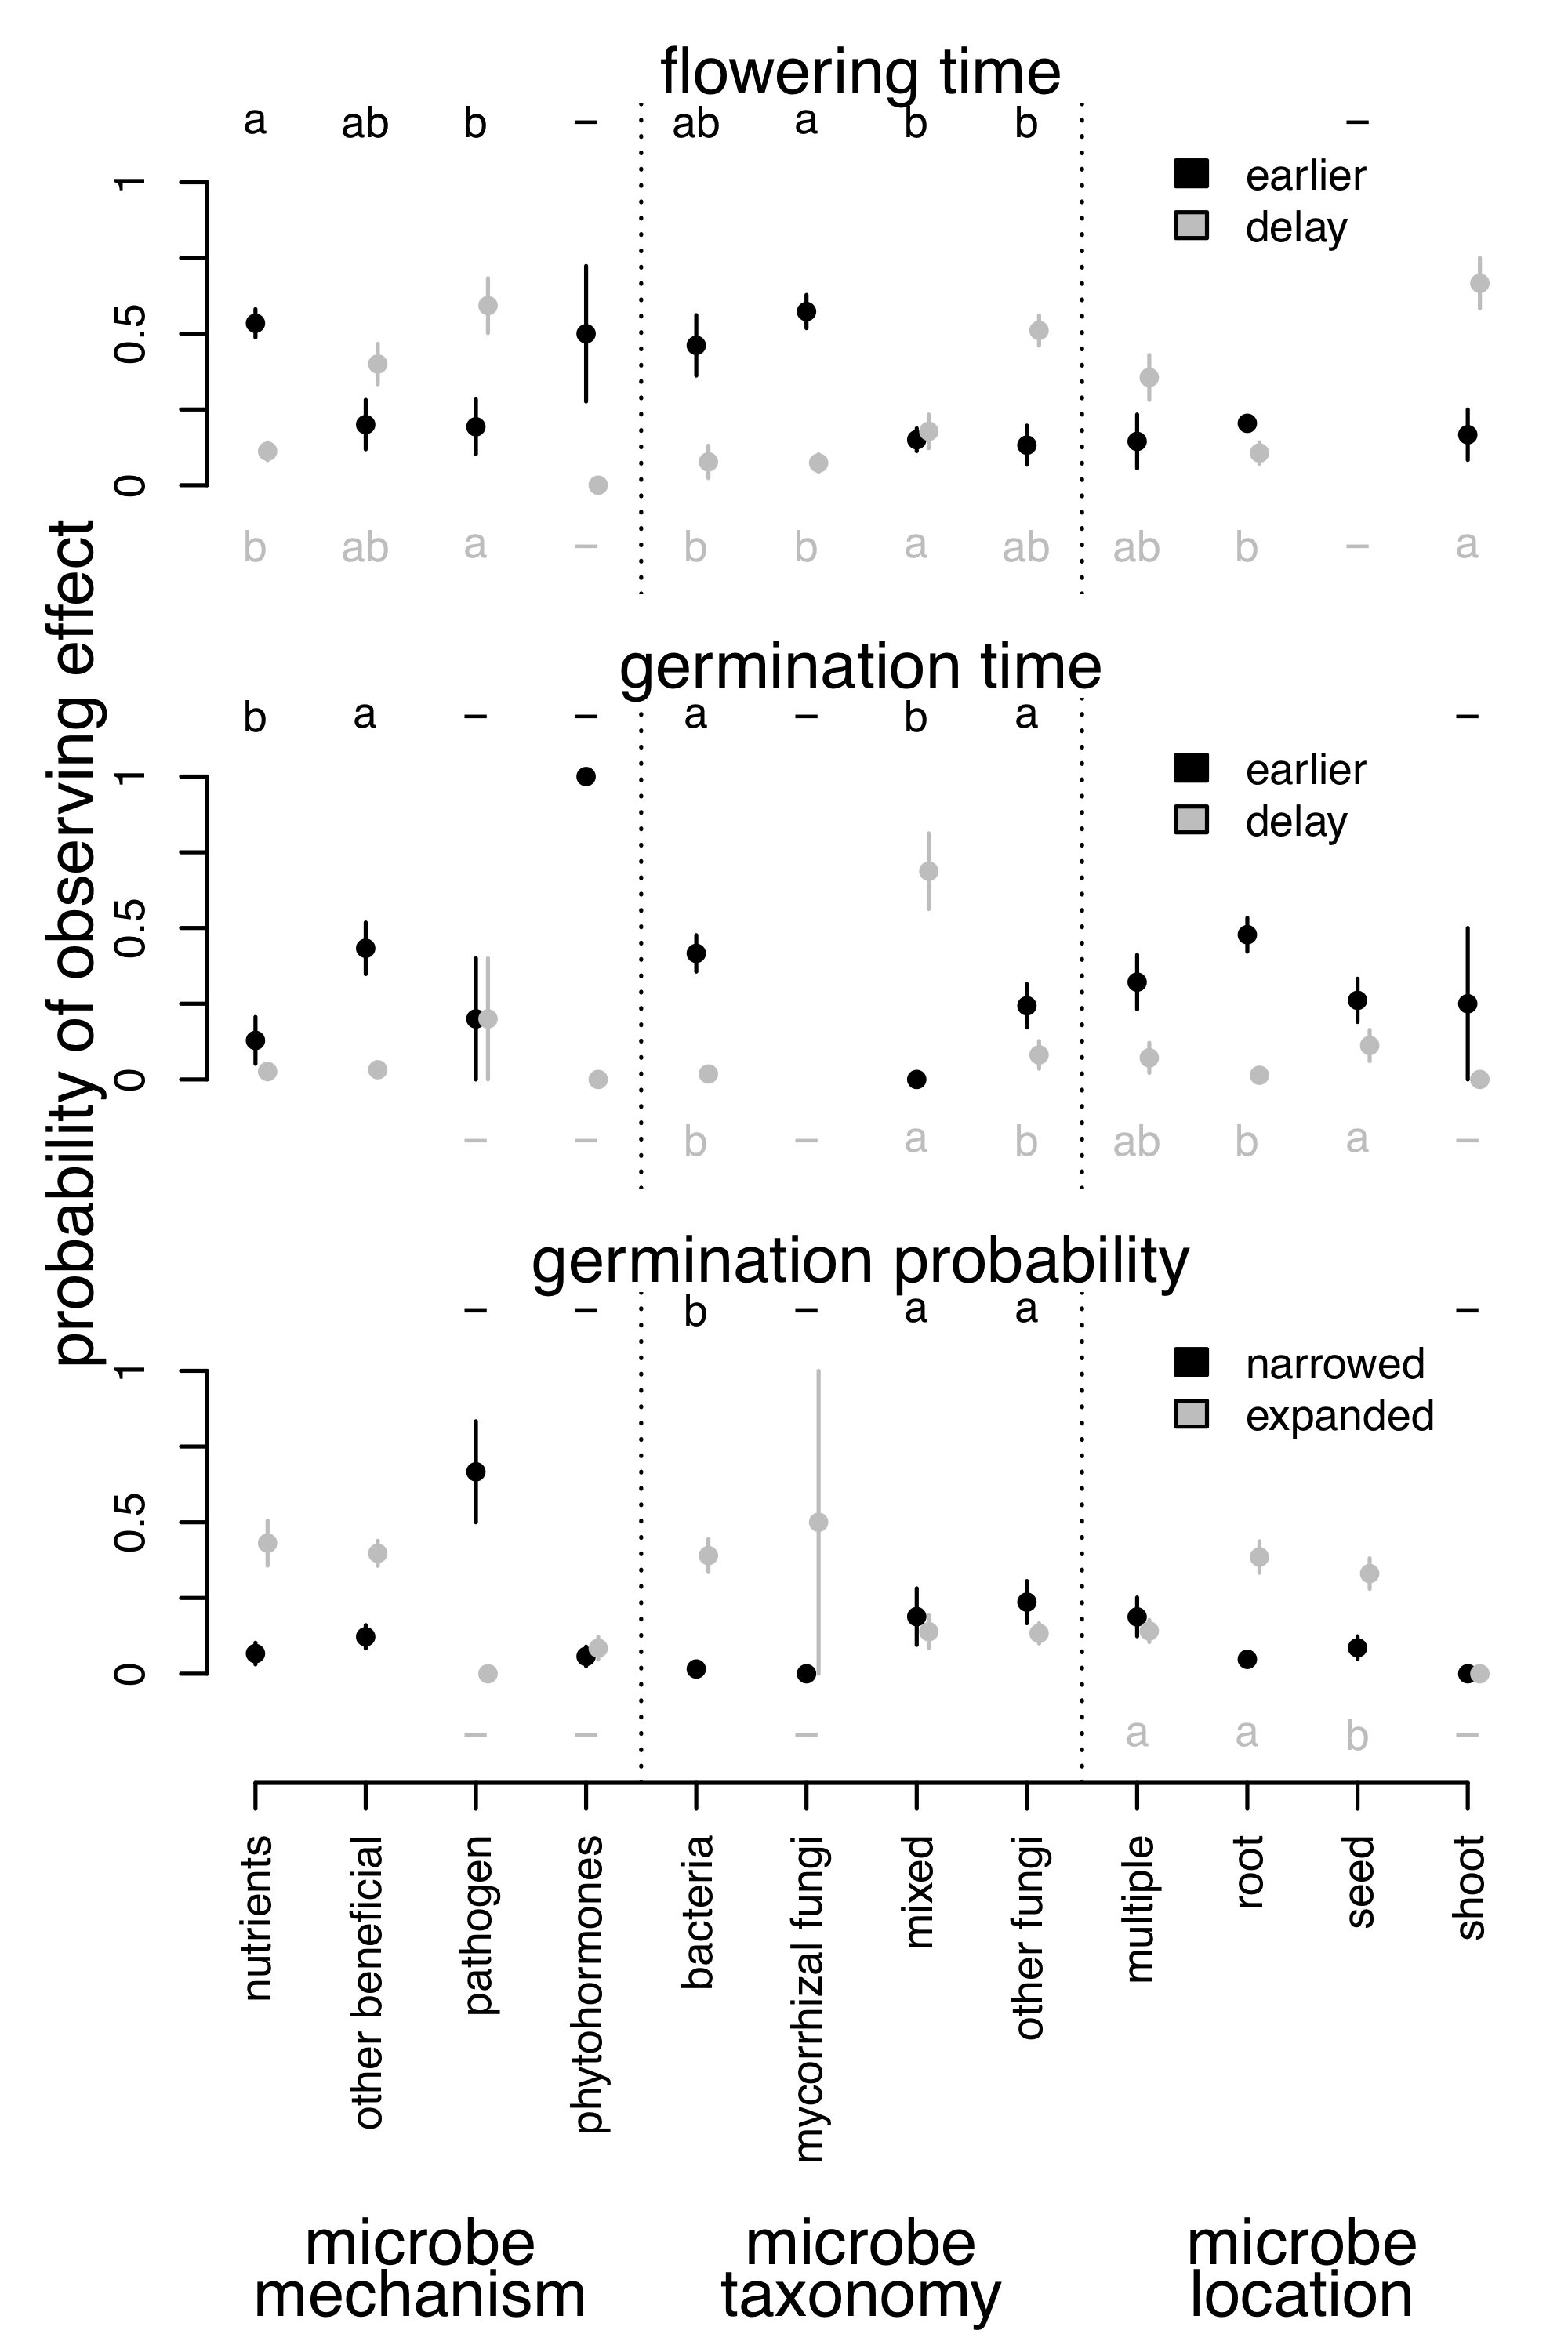 flowering time
a ab b – ab a b b –
earlier
delay
1
0.5
0
b ab a – b b a ab ab b – a
germination time
b a – – a – b a –
earlier
delay
1
0.5
0
– – b – a b ab b a –
germination probability
– – b – a a –
narrowed
expanded
1
0.5
0
– – – a a b –
probability of observing effect
nutrients
other beneficial
pathogen
phytohormones
bacteria
mycorrhizal fungi
mixed
other fungi
multiple
root
seed
shoot
microbe
mechanism
microbe
taxonomy
microbe
location